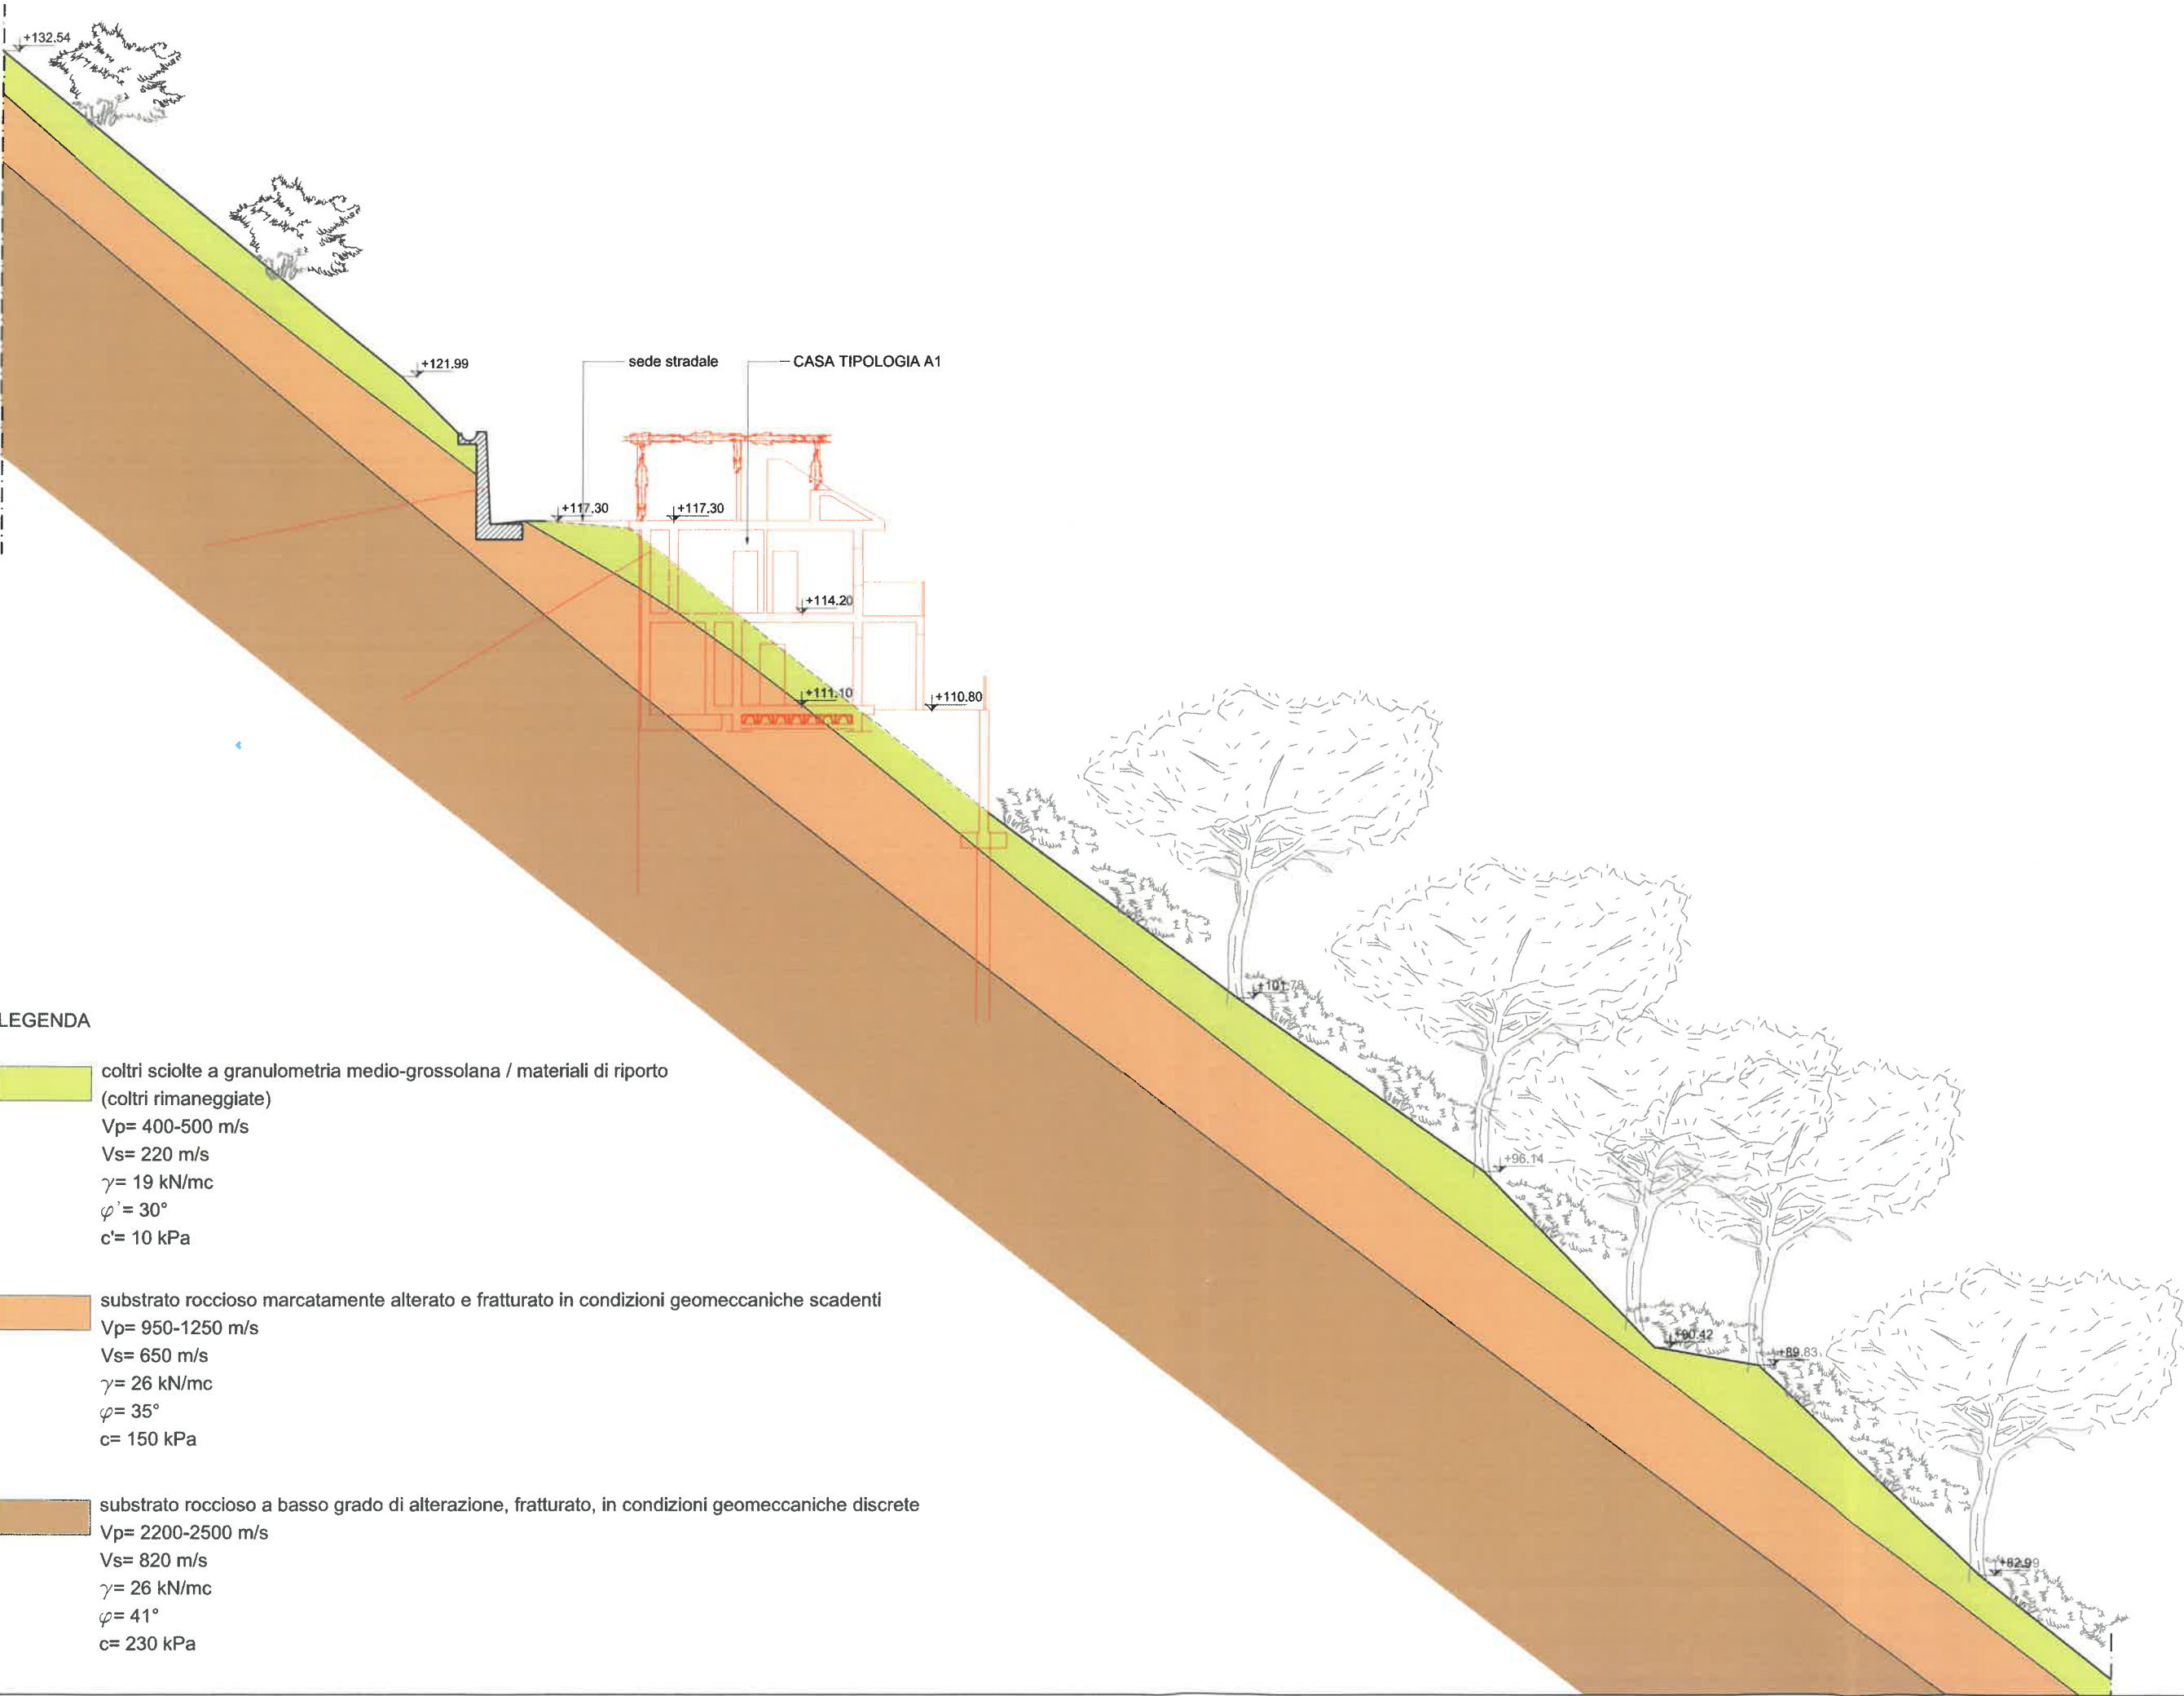 +132.54
+121.99
sede stradale
CASA TIPOLOGIA A1
+117.30
+117.30
+114.20
+111.10
+110.80
+101.78
+96.14
+90.42
+89.83
+82.99
LEGENDA
coltri sciolte a granulometria medio-grossolana / materiali di riporto
(coltri rimaneggiate)
Vp= 400-500 m/s
Vs= 220 m/s
γ= 19 kN/mc
φ'= 30°
c'= 10 kPa
substrato roccioso marcatamente alterato e fratturato in condizioni geomeccaniche scadenti
Vp= 950-1250 m/s
Vs= 650 m/s
γ= 26 kN/mc
φ= 35°
c= 150 kPa
substrato roccioso a basso grado di alterazione, fratturato, in condizioni geomeccaniche discrete
Vp= 2200-2500 m/s
Vs= 820 m/s
γ= 26 kN/mc
φ= 41°
c= 230 kPa